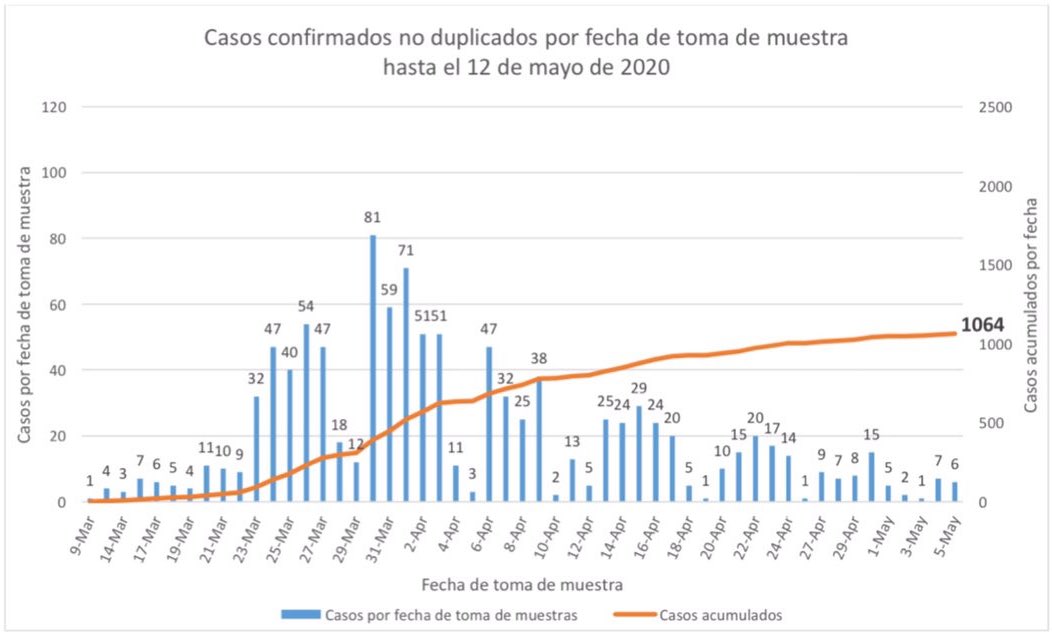 Casos confirmados no duplicados por fecha de toma de muestra
hasta el 12 de mayo de 2020
Casos por fecha de toma de muestra
120
100
80
60
40
20
0
2500
2000
1500
1000
500
0
Casos acumulados por fecha
1
4
3
7
6
5
4
11
10
9
32
47
40
54
47
18
12
81
59
71
51
51
11
3
47
32
25
38
2
13
5
25
24
29
24
20
5
1
10
15
20
17
14
1
9
7
8
15
5
2
1
7
6
1064
9-Mar
14-Mar
17-Mar
19-Mar
21-Mar
23-Mar
25-Mar
27-Mar
29-Mar
31-Mar
2-Apr
4-Apr
6-Apr
8-Apr
10-Apr
12-Apr
14-Apr
16-Apr
18-Apr
20-Apr
22-Apr
24-Apr
27-Apr
29-Apr
1-May
3-May
5-May
Fecha de toma de muestra
Casos por fecha de toma de muestras
Casos acumulados